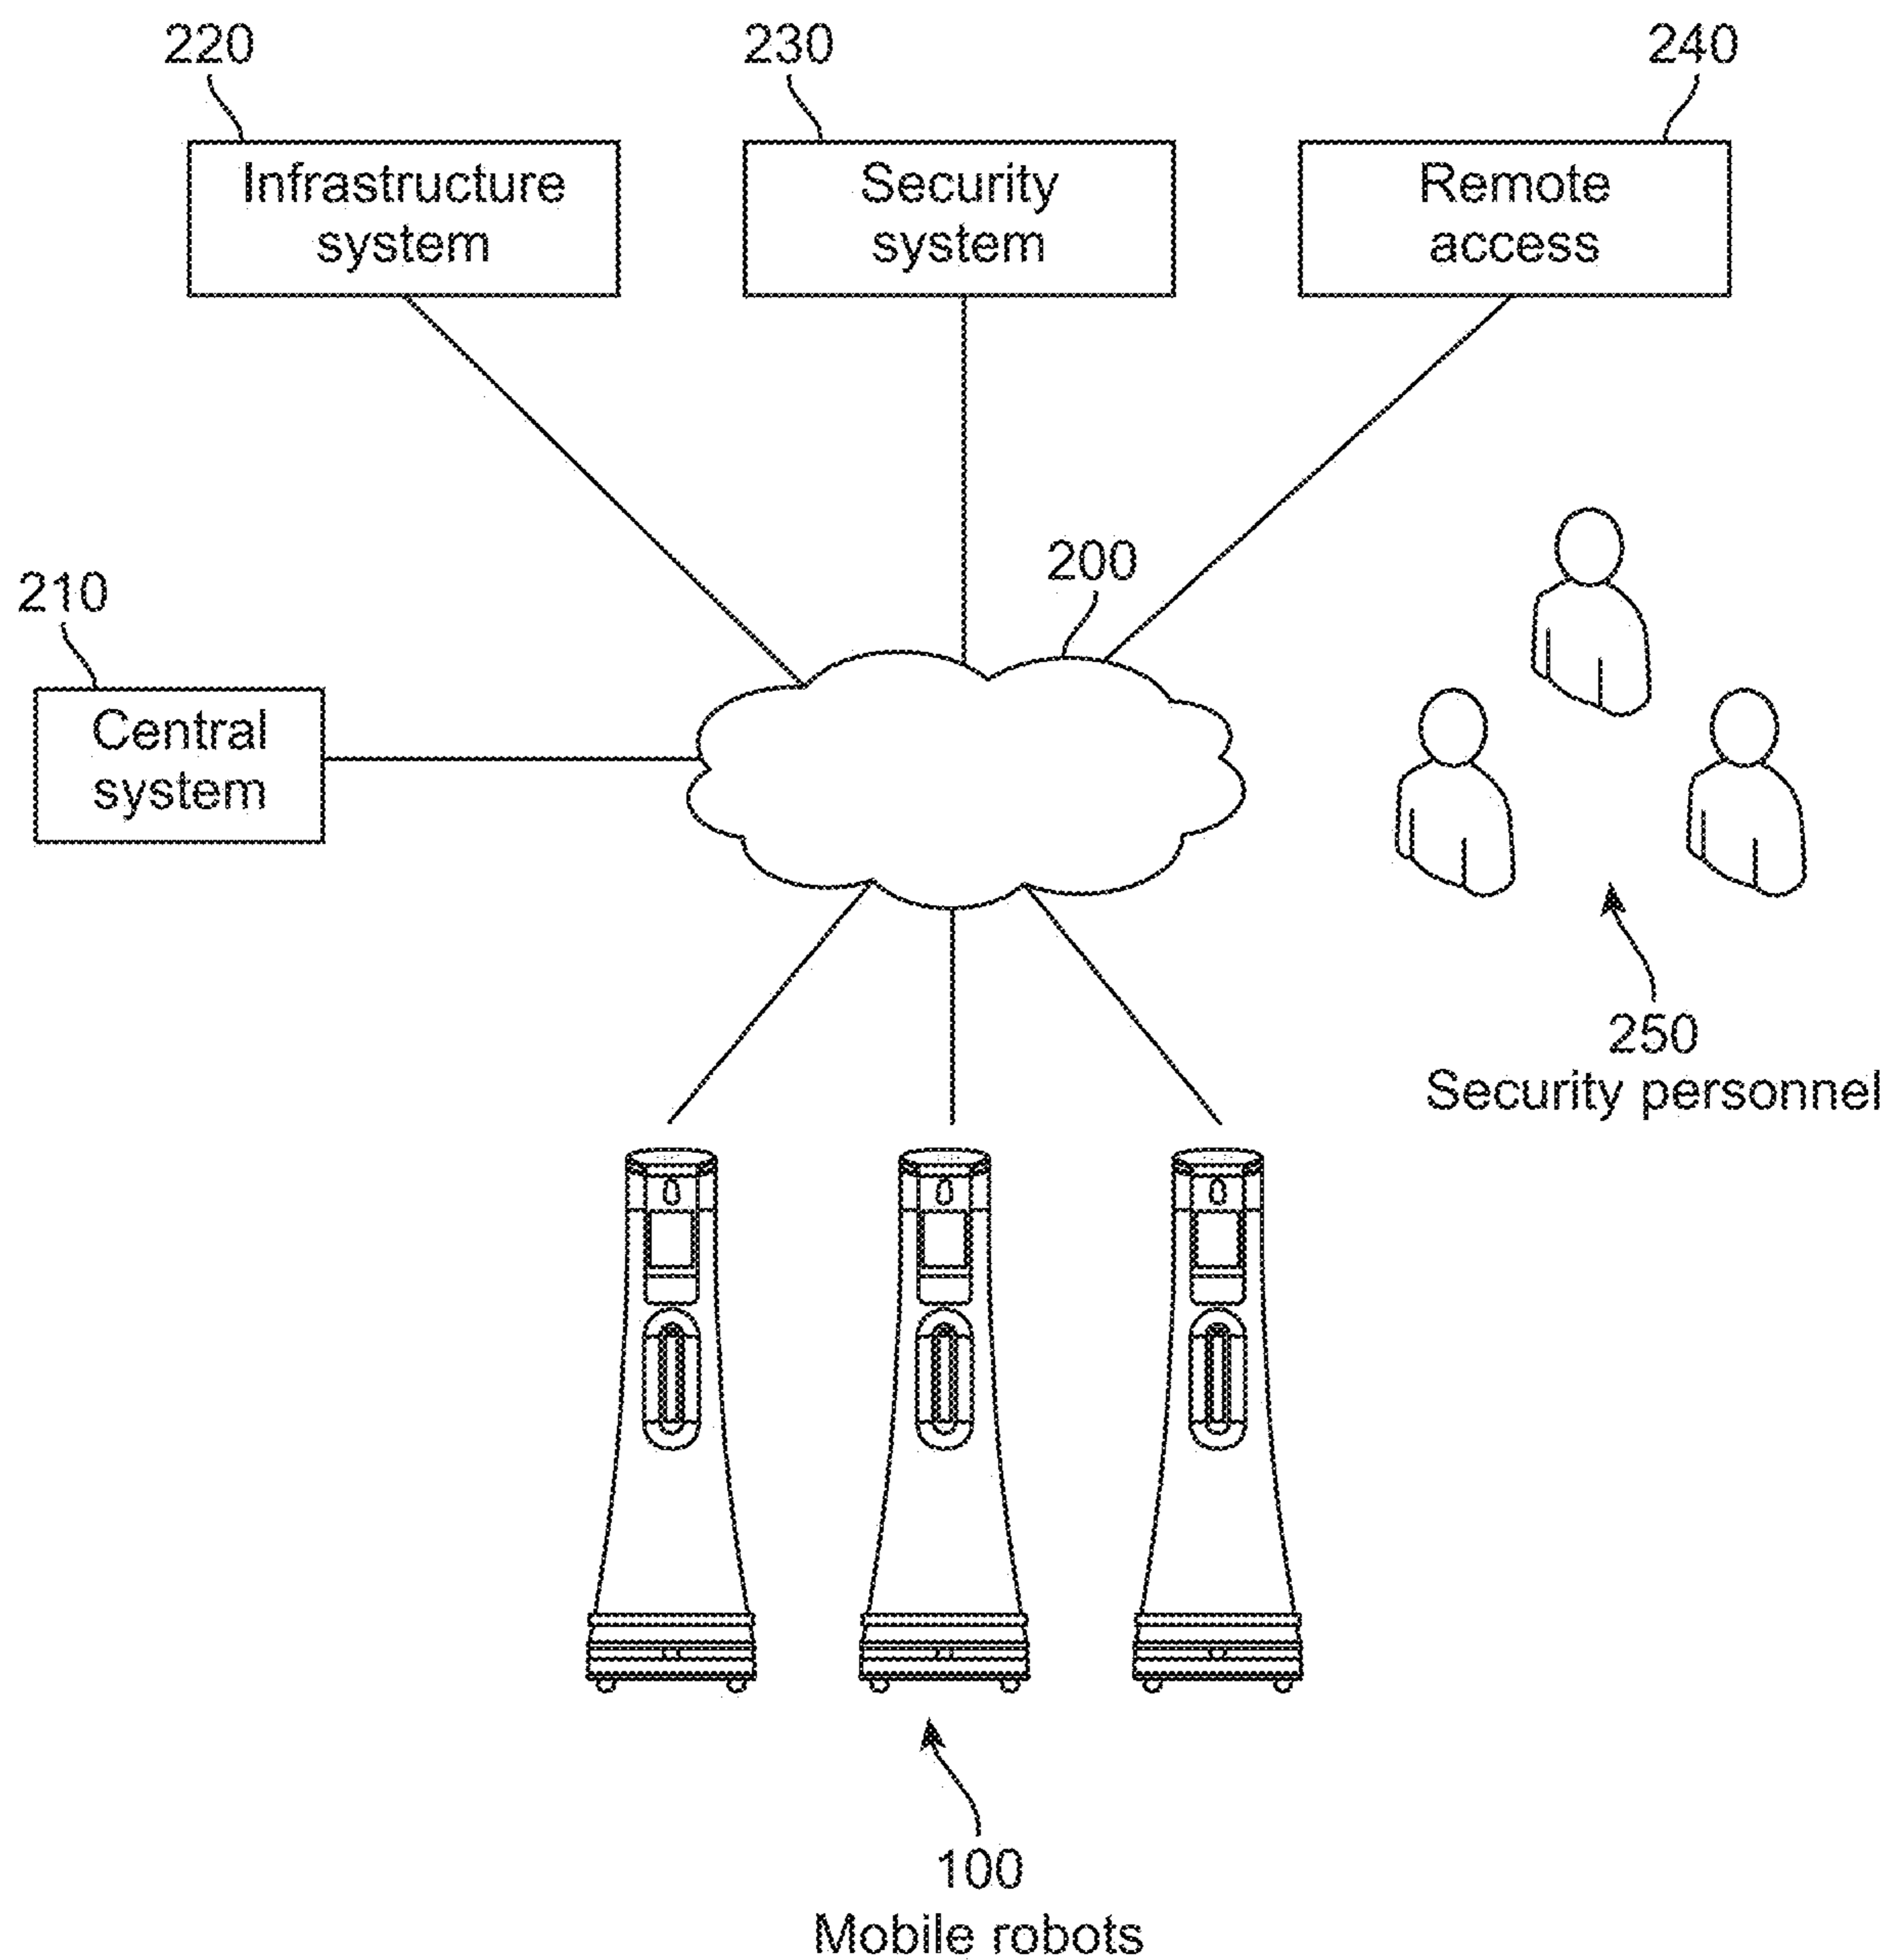 220
230
240
Infrastructure
system
Security
system
Remote
access
200
210
Central
system
250
Security personnel
100
Mobile robots